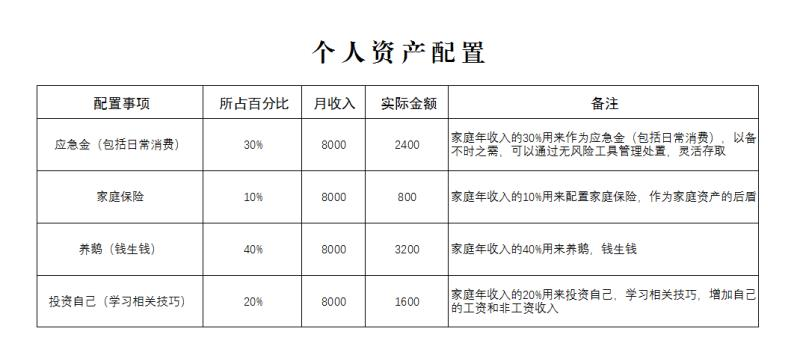 个人资产配置
配置事项 所占百分比 月收入 实际金额 备注
应急金（包括日常消费） 30% 8000 2400 家庭年收入的30%用来作为应急金（包括日常消费），以备
不时之需，可以通过无风险工具管理处置，灵活存取
家庭保险 10% 8000 800 家庭年收入的10%用来配置家庭保险，作为家庭资产的后盾
养鹅（钱生钱） 40% 8000 3200 家庭年收入的40%用来养鹅，钱生钱
投资自己（学习相关技巧） 20% 8000 1600 家庭年收入的20%用来投资自己，学习相关技巧，增加自己
的工资和非工资收入